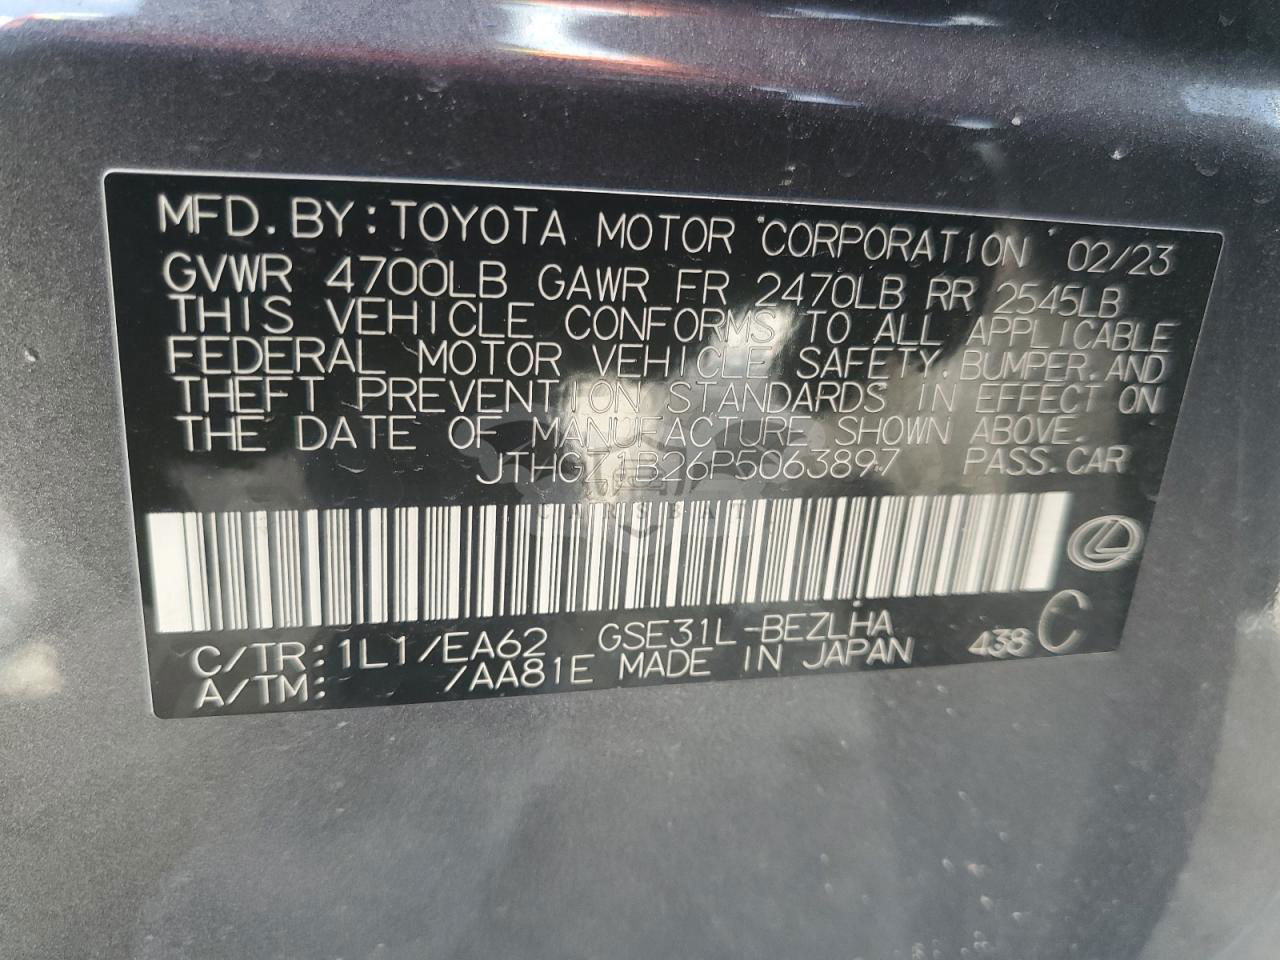 MFD. BY: TOYOTA MOTOR CORPORATION 02/23
GVWR 4700LB GAWR FR 2470LB RR 2545LB
THIS VEHICLE CONFORMS TO ALL APPLICABLE
FEDERAL MOTOR VEHICLE SAFETY, BUMPER, AND
THEFT PREVENTION STANDARDS IN EFFECT ON
THE DATE OF MANUFACTURE SHOWN ABOVE.
JTHGZ1B26P5063897 PASS. CAR
CARSBAT
C/TR: 1L1/EA62 GSE31L-BEZLHA
A/TM: /AA81E MADE IN JAPAN 438 C